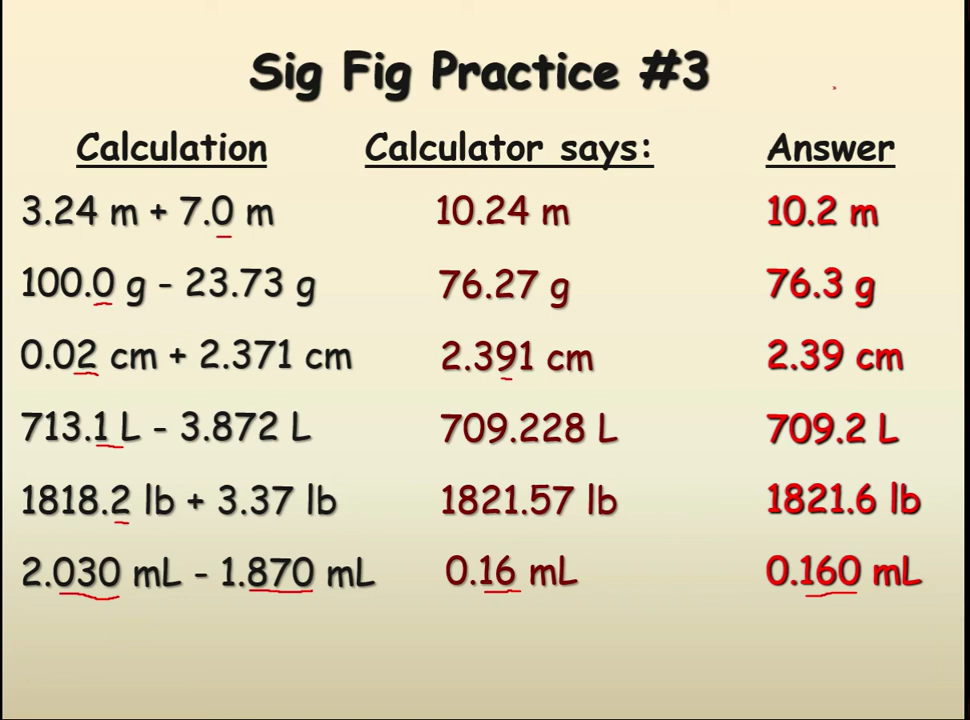 Sig Fig Practice #3
Calculation Calculator says: Answer
3.24 m + 7.0 m 10.24 m 10.2 m
100.0 g - 23.73 g 76.27 g 76.3 g
0.02 cm + 2.371 cm 2.391 cm 2.39 cm
713.1 L - 3.872 L 709.228 L 709.2 L
1818.2 lb + 3.37 lb 1821.57 lb 1821.6 lb
2.030 mL - 1.870 mL 0.16 mL 0.160 mL